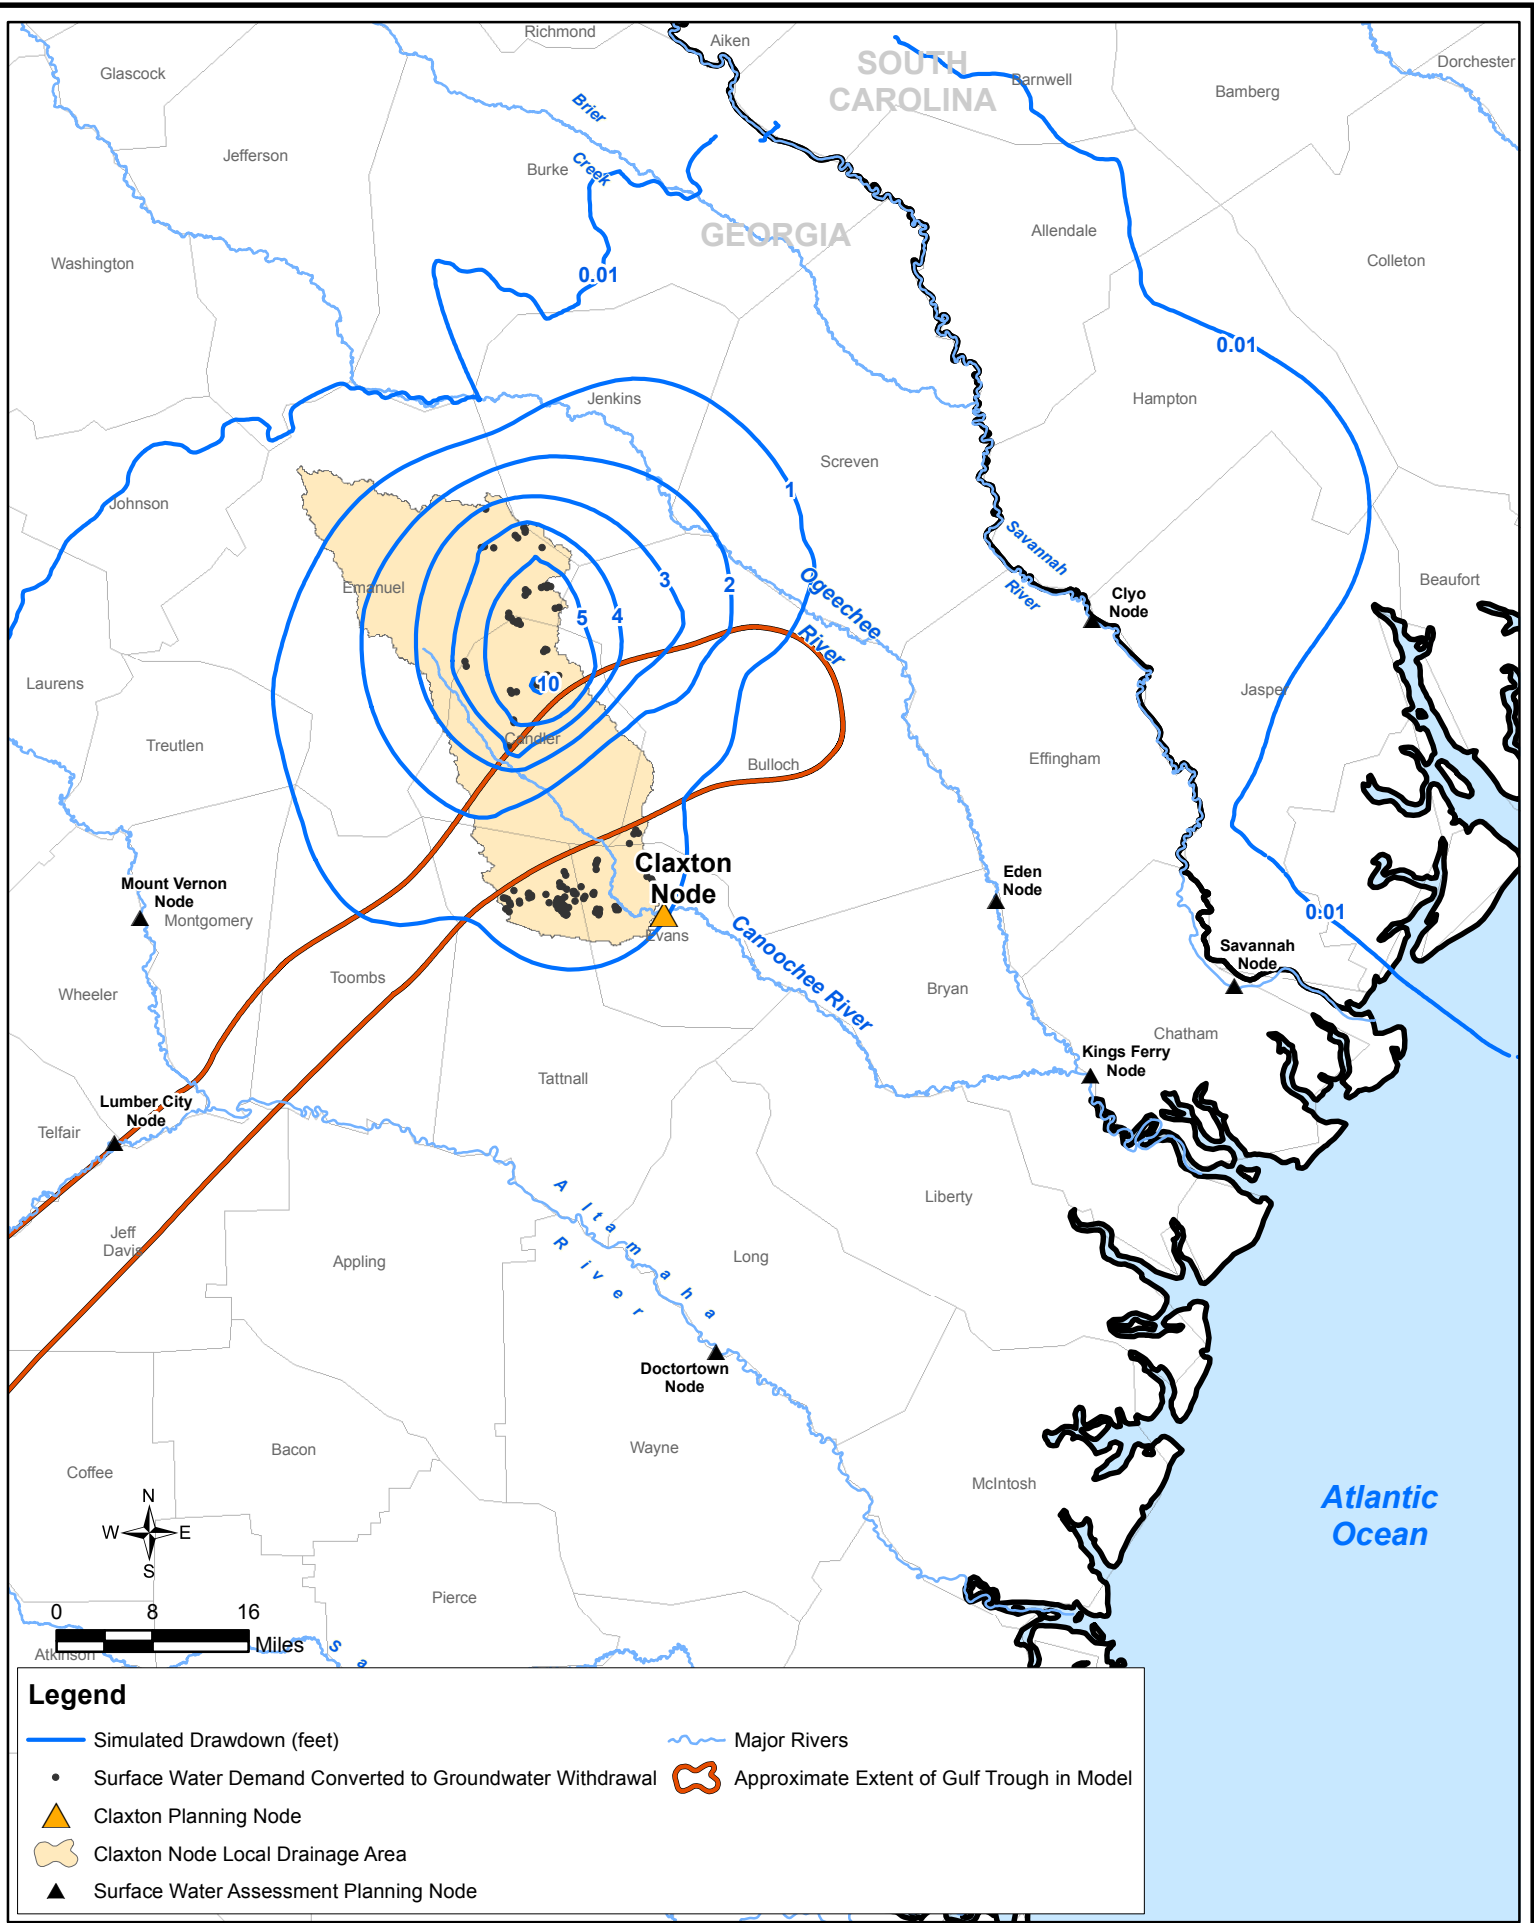 Richmond
Aiken
SOUTH
CAROLINA
Barnwell
Dorchester
Glascock
Bamberg
Brier
Creek
Jefferson
Burke
GEORGIA
Allendale
Washington
Colleton
0.01
0.01
Jenkins
Hampton
Screven
1
Johnson
Savannah
River
Emanuel
3
2
Ogeechee
River
Clyo
Node
Beaufort
5
4
Laurens
10
Jasper
Treutlen
Candler
Bulloch
Effingham
Claxton
Node
Mount Vernon
Node
Montgomery
Eden
Node
0.01
Evans
Canoochee River
Savannah
Node
Toombs
Wheeler
Bryan
Chatham
Kings Ferry
Node
Tattnall
Lumber City
Node
Telfair
Altamaha
River
Liberty
Jeff
Davis
Appling
Long
Doctortown
Node
Bacon
Wayne
Coffee
McIntosh
Atlantic
Ocean
N
W
E
S
Pierce
0
8
16
Miles
Atkinson
S
a
Legend
Simulated Drawdown (feet)
Major Rivers
Surface Water Demand Converted to Groundwater Withdrawal
Approximate Extent of Gulf Trough in Model
Claxton Planning Node
Claxton Node Local Drainage Area
Surface Water Assessment Planning Node